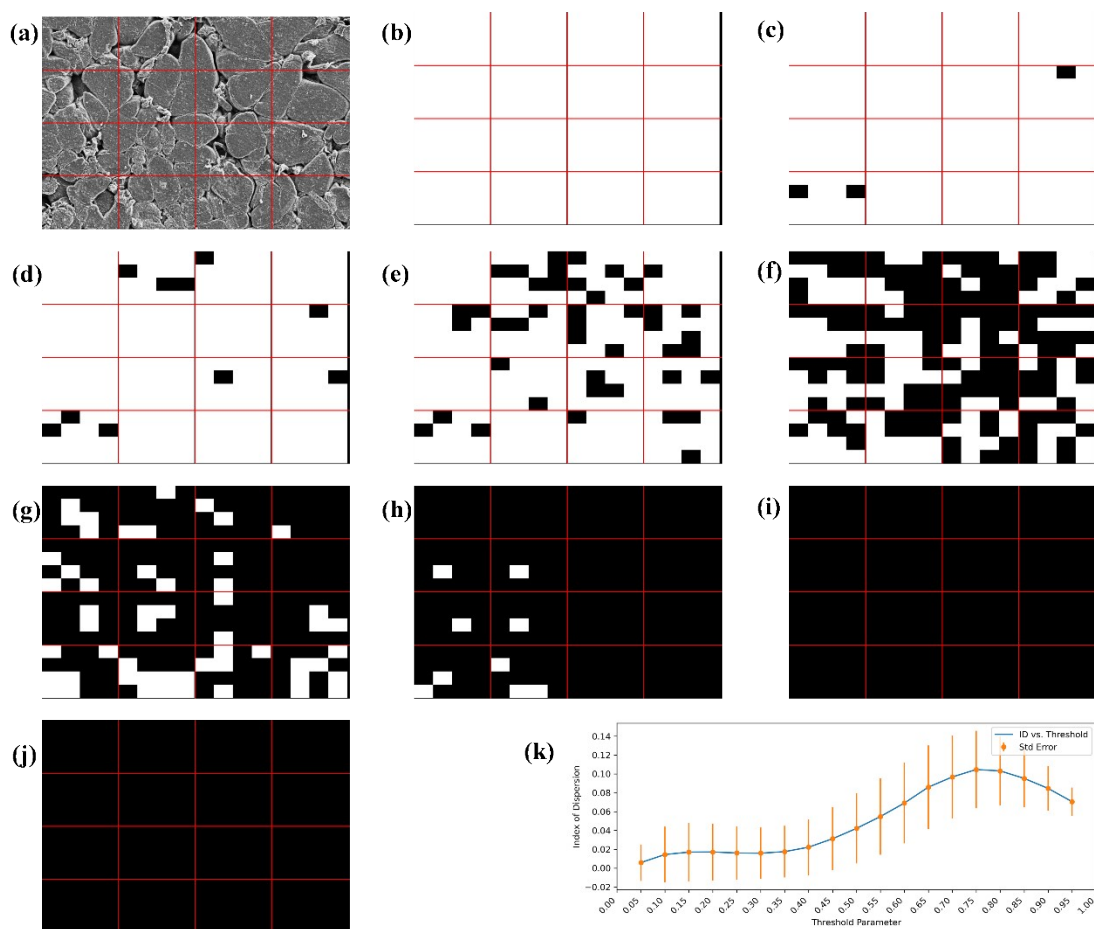 (a)
(b)
(c)
(d)
(e)
(f)
(g)
(h)
(i)
(j)
(k)
ID vs. Threshold
Std Error
Index of Dispersion
0.14
0.12
0.10
0.08
0.06
0.04
0.02
0.00
−0.02
0.00 0.05 0.10 0.15 0.20 0.25 0.30 0.35 0.40 0.45 0.50 0.55 0.60 0.65 0.70 0.75 0.80 0.85 0.90 0.95
Threshold Parameter